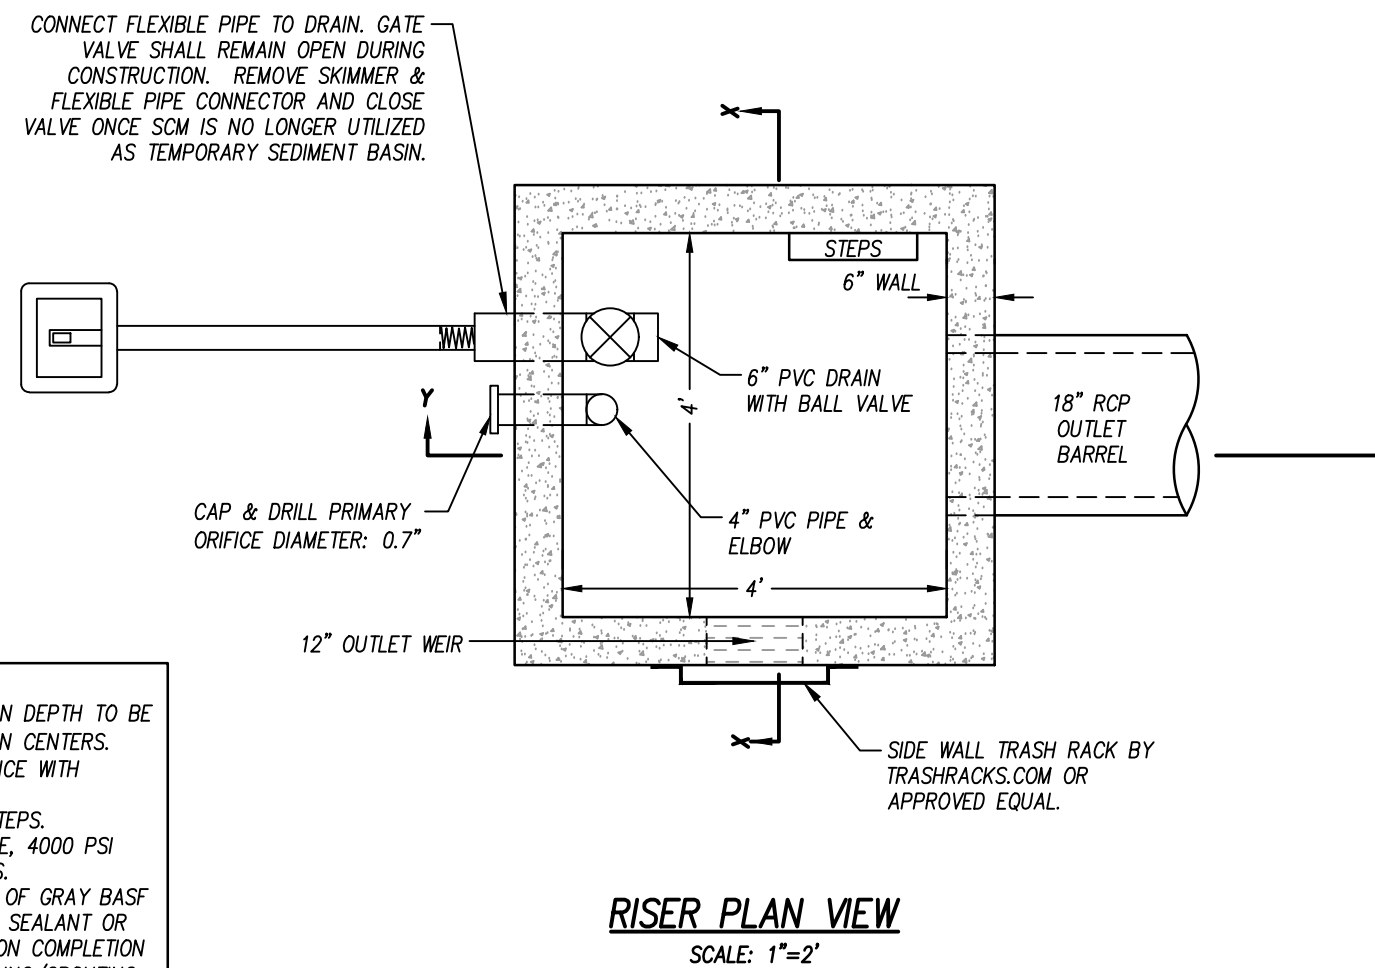 CONNECT FLEXIBLE PIPE TO DRAIN. GATE
VALVE SHALL REMAIN OPEN DURING
CONSTRUCTION. REMOVE SKIMMER &
FLEXIBLE PIPE CONNECTOR AND CLOSE
VALVE ONCE SCM IS NO LONGER UTILIZED
AS TEMPORARY SEDIMENT BASIN.
X
STEPS
6" WALL
6" PVC DRAIN
WITH BALL VALVE
4'
Y
18" RCP
OUTLET
BARREL
CAP & DRILL PRIMARY
ORIFICE DIAMETER: 0.7"
4" PVC PIPE &
ELBOW
4'
12" OUTLET WEIR
X
SIDE WALL TRASH RACK BY
TRASHRACKS.COM OR
APPROVED EQUAL.
N DEPTH TO BE
N CENTERS.
ICE WITH
TEPS.
E, 4000 PSI
S.
OF GRAY BASF
SEALANT OR
ON COMPLETION
RISER PLAN VIEW
SCALE: 1"=2'